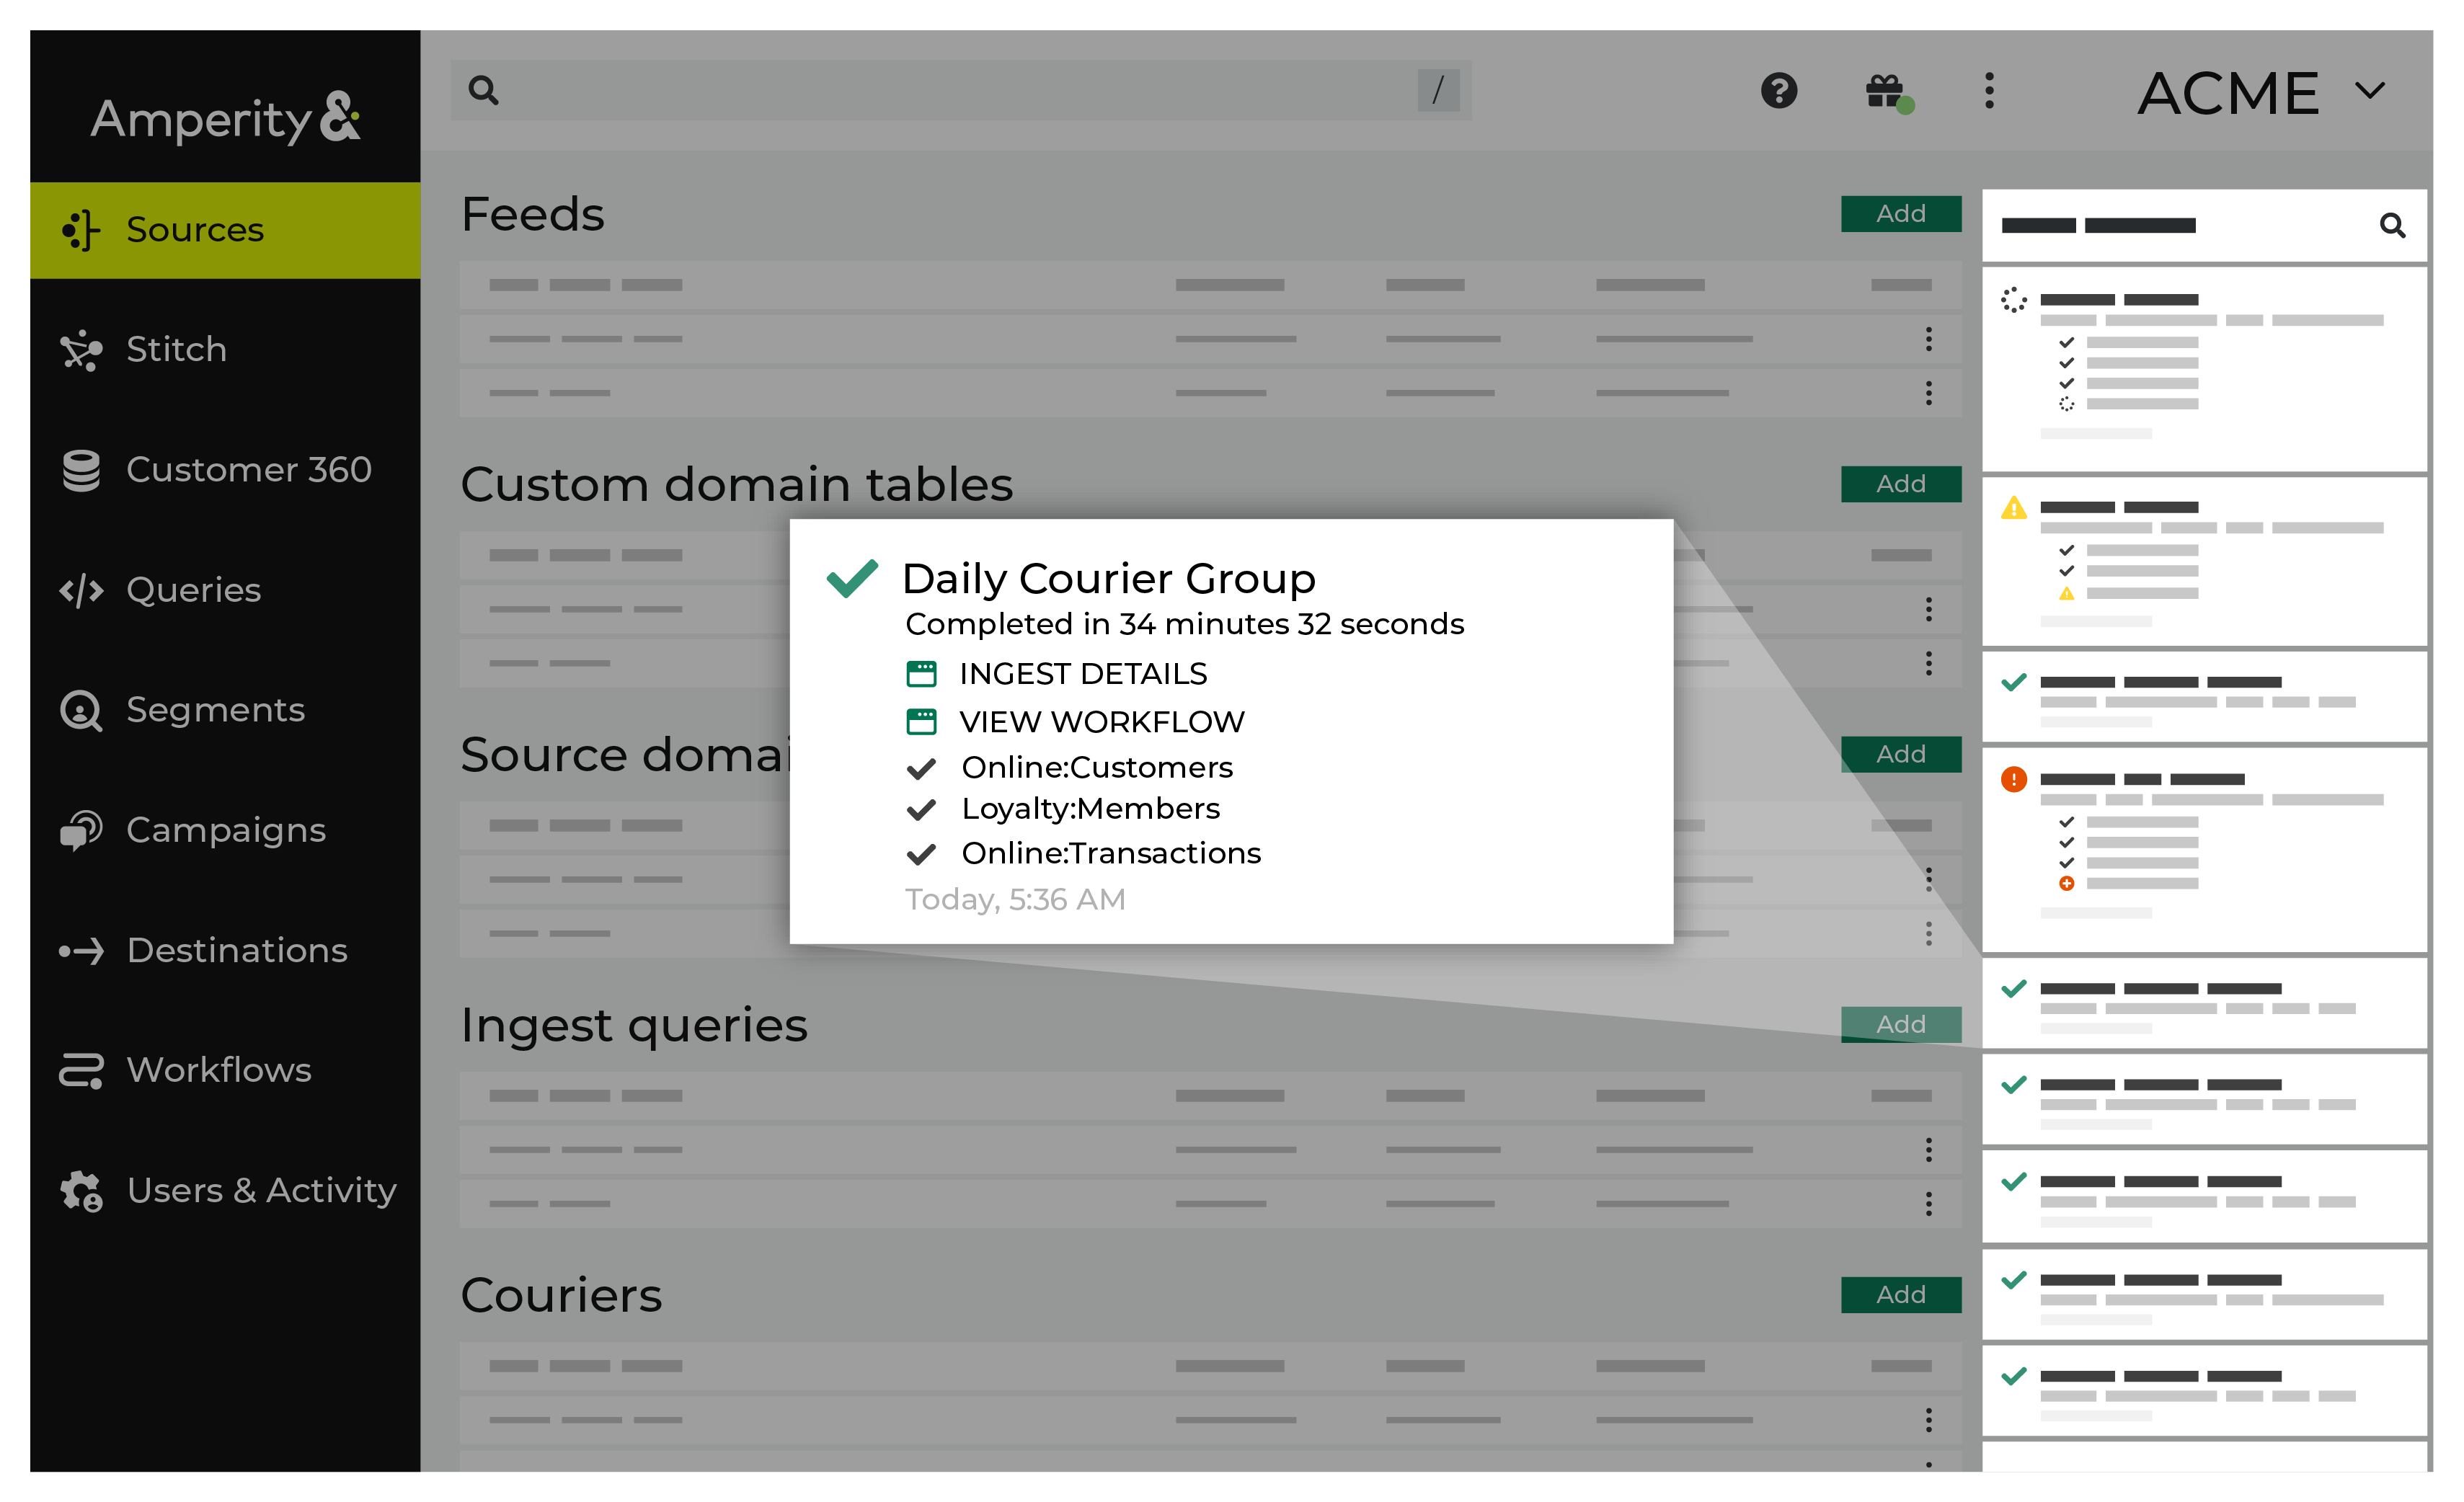 Amperity&
Sources
Stitch
Customer 360
Queries
Segments
Campaigns
Destinations
Workflows
Users & Activity
/
ACME
Feeds
Add
Custom domain tables
Add
Source domai
Add
Daily Courier Group
Completed in 34 minutes 32 seconds
INGEST DETAILS
VIEW WORKFLOW
Online:Customers
Loyalty:Members
Online:Transactions
Today, 5:36 AM
Ingest queries
Add
Couriers
Add